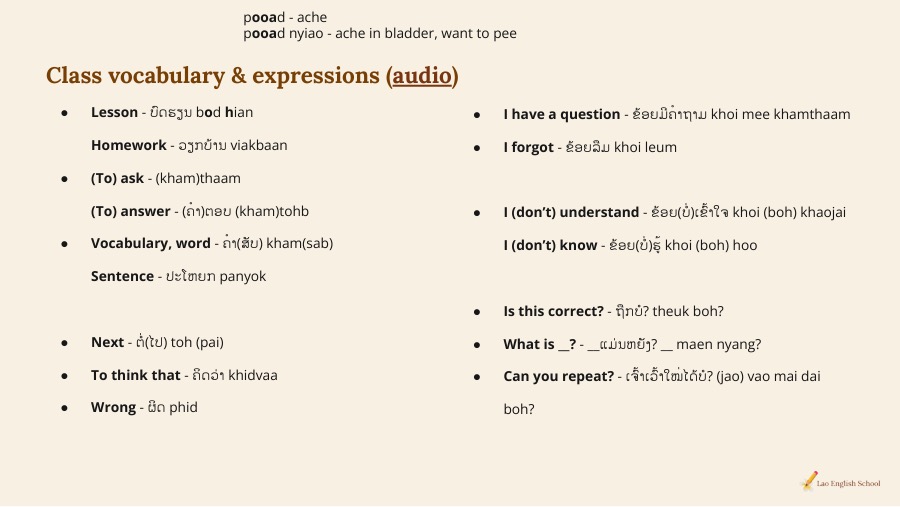 pooad - ache
pooad nyiao - ache in bladder, want to pee
Class vocabulary & expressions (audio)
● Lesson - ບົດຮຽນ bod hian
Homework - ວຽກບ້ານ viakbaan
● (To) ask - (kham)thaam
(To) answer - (ຄຳ)ຕອບ (kham)tohb
● Vocabulary, word - ຄຳ(ສັບ) kham(sab)
Sentence - ປະໂຫຍກ panyok
● Next - ຕໍ່(ໄປ) toh (pai)
● To think that - ຄິດວ່າ khidvaa
● Wrong - ຜິດ phid
● I have a question - ຂ້ອຍມີຄຳຖາມ khoi mee khamthaam
● I forgot - ຂ້ອຍລືມ khoi leum
● I (don’t) understand - ຂ້ອຍ(ບໍ່)ເຂົ້າໃຈ khoi (boh) khaojai
I (don’t) know - ຂ້ອຍ(ບໍ່)ຮູ້ khoi (boh) hoo
● Is this correct? - ຖືກບໍ? theuk boh?
● What is __? - __ແມ່ນຫຍັງ? __ maen nyang?
● Can you repeat? - ເຈົ້າເວົ້າໃໝ່ໄດ້ບໍ? (jao) vao mai dai
boh?
Lao English School